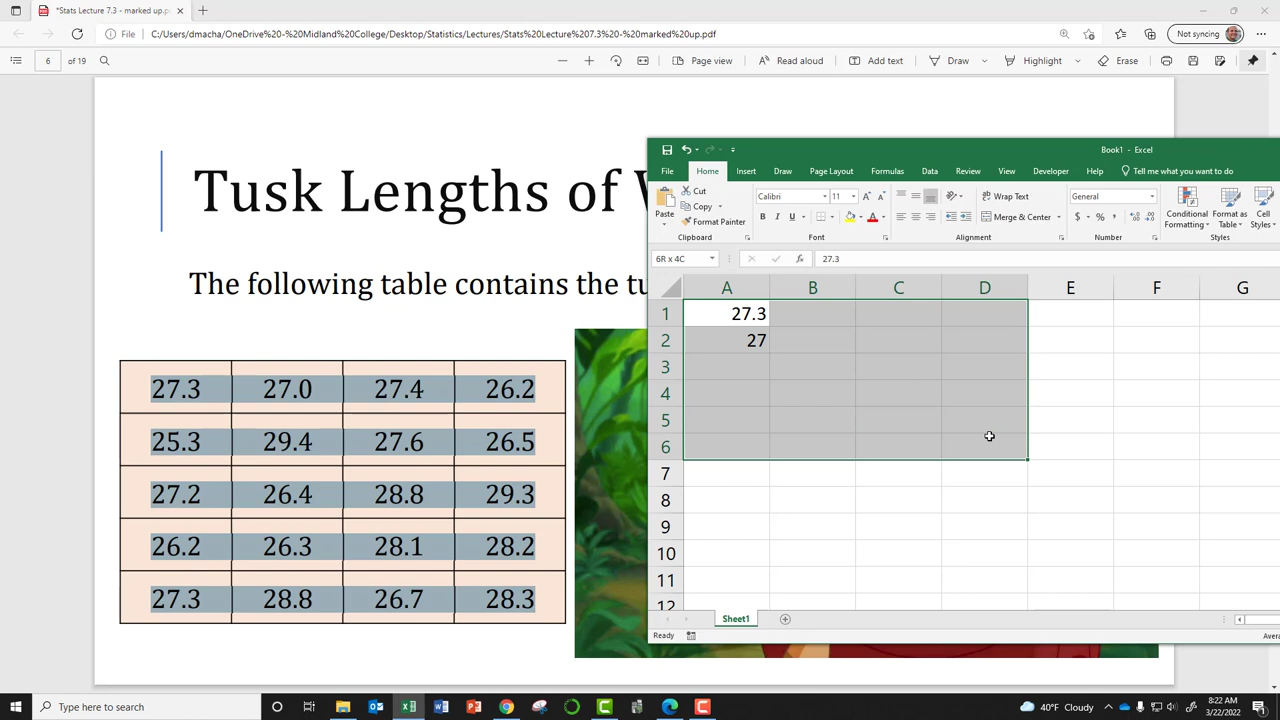 *Stats Lecture 7.3 - marked up.p
File C:/Users/dmacha/OneDrive%20-%20Midland%20College/Desktop/Statistics/Lectures/Stats%20Lecture%207.3%20-%20marked%20up.pdf Not syncing
6 of 19 Page view Read aloud Add text Draw Highlight Erase
Tusk Lengths of
The following table contains the
27.3 27.0 27.4 26.2
25.3 29.4 27.6 26.5
27.2 26.4 28.8 29.3
26.2 26.3 28.1 28.2
27.3 28.8 26.7 28.3
Book1 - Excel
File Home Insert Draw Page Layout Formulas Data Review View Developer Help Tell me what you want to do
Paste Cut Copy Format Painter
Calibri 11
B I U
Wrap Text
Merge & Center
General
$ % ,
Conditional Formatting Format as Table Cell Styles
Clipboard Font Alignment Number Styles
6R x 4C fx 27.3
A B C D E F G
1 27.3
2 27
3
4
5
6
7
8
9
10
11
12
Sheet1
Ready
Type here to search
40°F Cloudy
8:22 AM
3/22/2022